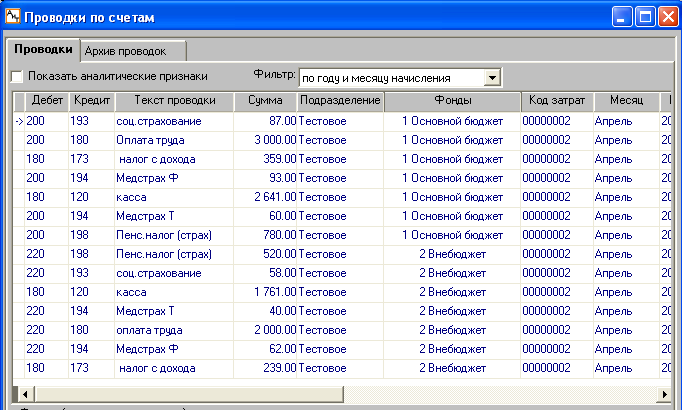 Проводки по счетам
Проводки Архив проводок
Показать аналитические признаки Фильтр: по году и месяцу начисления
Дебет Кредит Текст проводки Сумма Подразделение Фонды Код затрат Месяц
-> 200 193 соц.страхование 87.00 Тестовое 1 Основной бюджет 00000002 Апрель 20
200 180 Оплата труда 3 000.00 Тестовое 1 Основной бюджет 00000002 Апрель 20
180 173 налог с дохода 359.00 Тестовое 1 Основной бюджет 00000002 Апрель 20
200 194 Медстрах Ф 93.00 Тестовое 1 Основной бюджет 00000002 Апрель 20
180 120 касса 2 641.00 Тестовое 1 Основной бюджет 00000002 Апрель 20
200 194 Медстрах Т 60.00 Тестовое 1 Основной бюджет 00000002 Апрель 20
200 198 Пенс.налог (страх) 780.00 Тестовое 1 Основной бюджет 00000002 Апрель 20
220 198 Пенс.налог (страх) 520.00 Тестовое 2 Внебюджет 00000002 Апрель 20
220 193 соц.страхование 58.00 Тестовое 2 Внебюджет 00000002 Апрель 20
180 120 касса 1 761.00 Тестовое 2 Внебюджет 00000002 Апрель 20
220 194 Медстрах Т 40.00 Тестовое 2 Внебюджет 00000002 Апрель 20
220 180 оплата труда 2 000.00 Тестовое 2 Внебюджет 00000002 Апрель 20
220 194 Медстрах Ф 62.00 Тестовое 2 Внебюджет 00000002 Апрель 20
180 173 налог с дохода 239.00 Тестовое 2 Внебюджет 00000002 Апрель 20